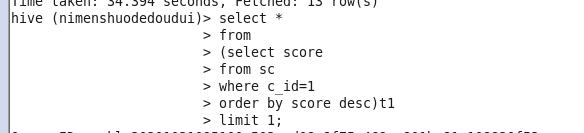 Time taken: 34.394 seconds, Fetched: 13 row(s)
hive (nimenshuodedoudui)> select *
> from
> (select score
> from sc
> where c_id=1
> order by score desc)t1
> limit 1;